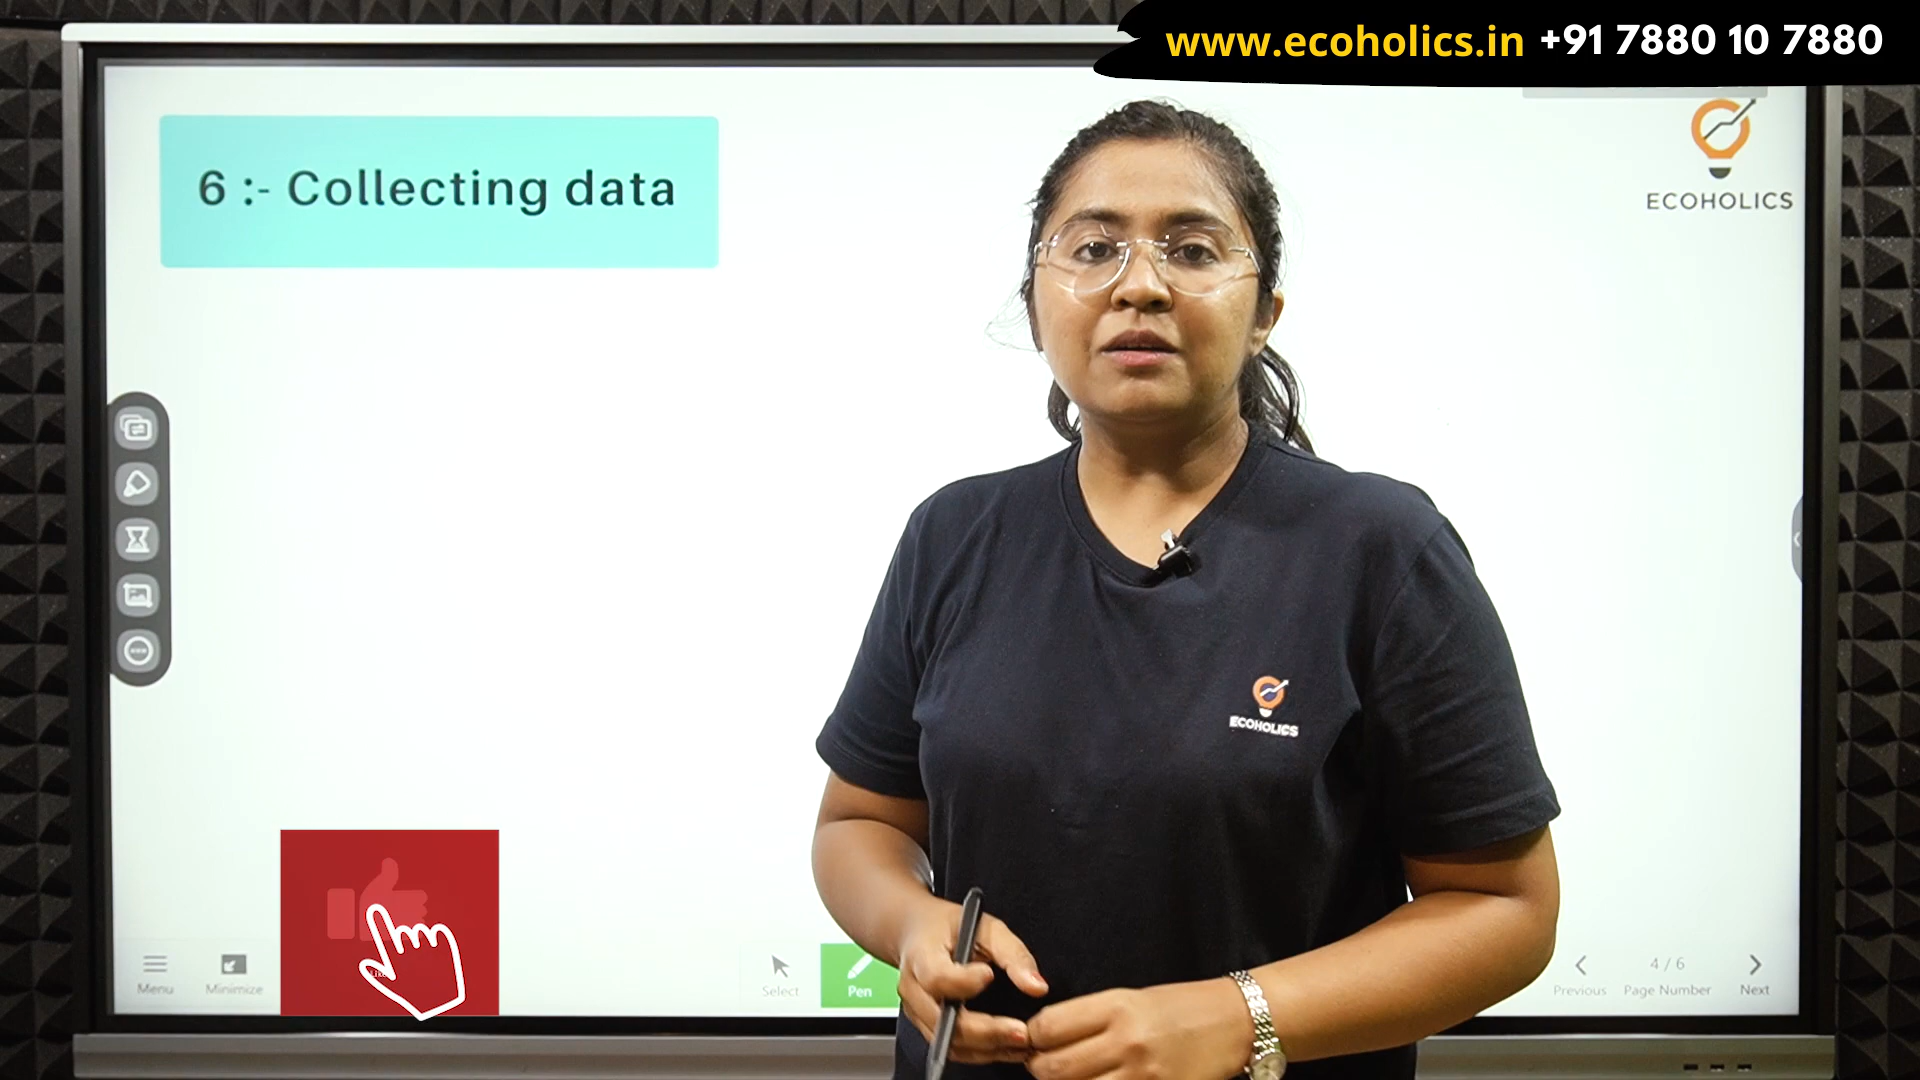 www.ecoholics.in +91 7880 10 7880
6 :- Collecting data
ECOHOLICS
ECOHOLICS
Like
Menu
Minimize
Select
Pen
Previous
4 / 6
Page Number
Next